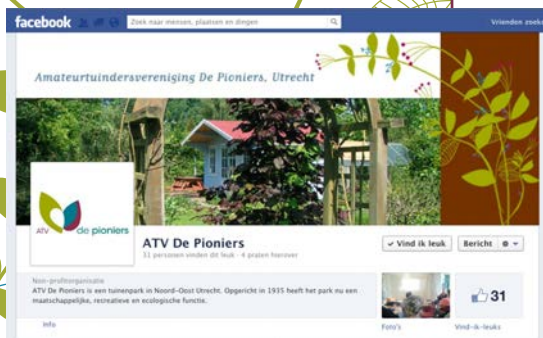 facebook
Zoek naar mensen, plaatsen en dingen
Vrienden zoeke
Amateurtuindersvereniging De Pioniers, Utrecht
ATV de pioniers
ATV De Pioniers
31 personen vinden dit leuk · 4 praten hierover
✓ Vind ik leuk
Bericht
Non-profitorganisatie
ATV De Pioniers is een tuinenpark in Noord-Oost Utrecht. Opgericht in 1935 heeft het park nu een
maatschappelijke, recreatieve en ecologische functie.
31
Info
Foto's
Vind-ik-leuks